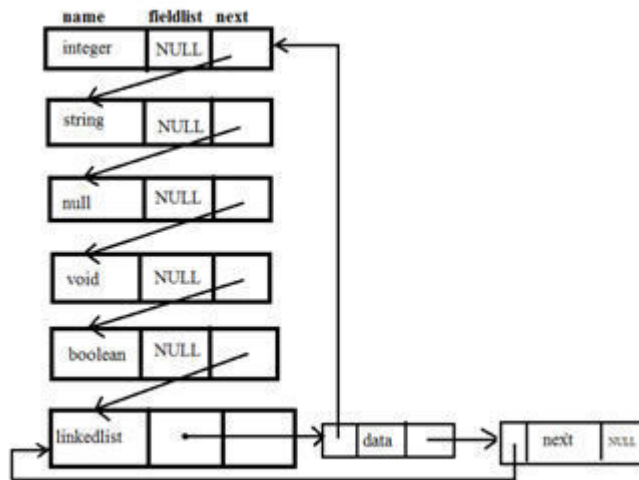 name fieldlist next
integer NULL
string NULL
null NULL
void NULL
boolean NULL
linkedlist data next NULL